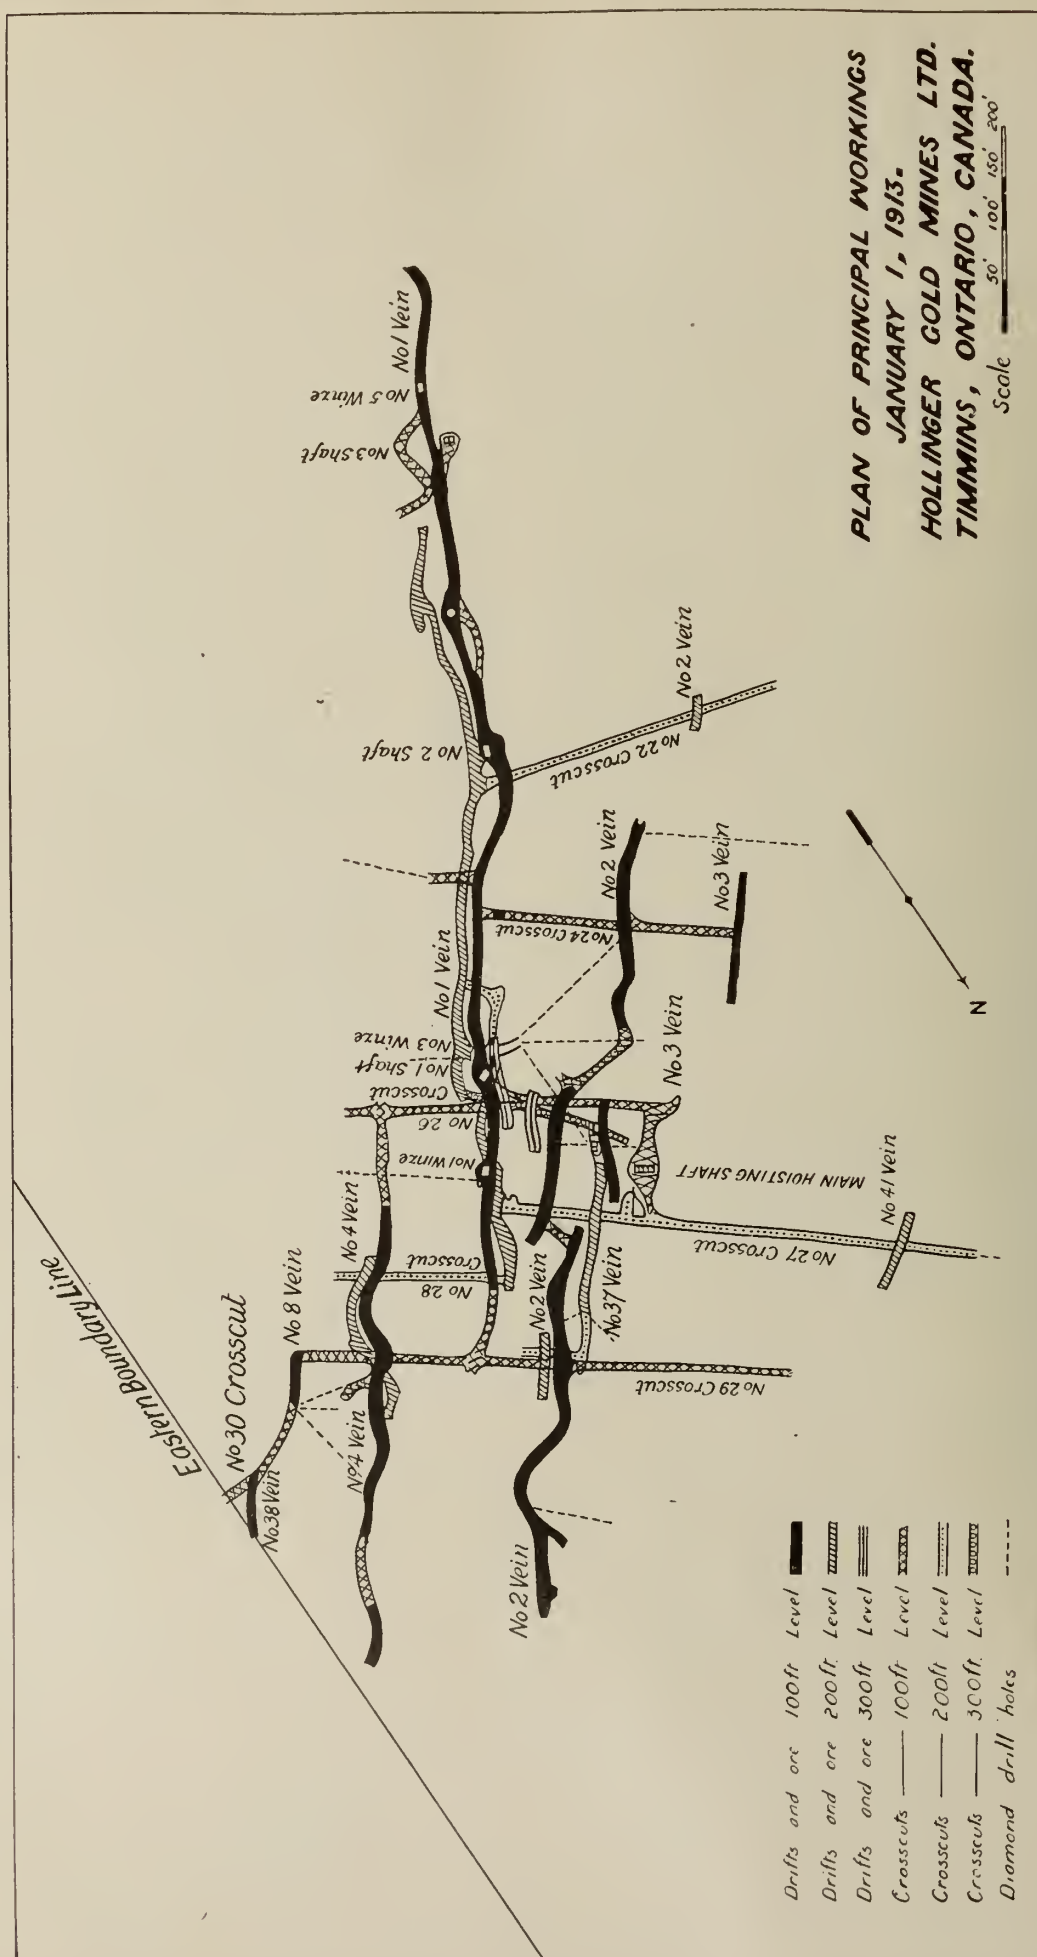 PLAN OF PRINCIPAL WORKINGS
JANUARY 1, 1913.
HOLLINGER GOLD MINES LTD.
TIMMINS, ONTARIO, CANADA.
Scale 50' 100' 150' 200'
Eastern Boundary Line
No 30 Crosscut
No 38 Vein
No 8 Vein
No 4 Vein
No 4 Vein
No 28 Crosscut
No 1 Winze
No 26 Crosscut
No 1 Shaft
No 3 Winze
No 1 Vein
No 2 Shaft
No 3 Shaft
No 5 Winze
No 1 Vein
No 22 Crosscut
No 2 Vein
No 24 Crosscut
No 2 Vein
No 3 Vein
No 3 Vein
MAIN HOISTING SHAFT
No 41 Vein
No 27 Crosscut
No 37 Vein
No 2 Vein
No 29 Crosscut
No 2 Vein
N
Drifts and ore 100ft Level
Drifts and ore 200ft. Level
Drifts and ore 300ft Level
Crosscuts —— 100ft Level
Crosscuts —— 200ft Level
Crosscuts —— 300ft. Level
Diamond drill holes